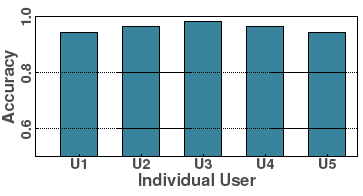 Accuracy
1.0
0.8
0.6
U1 U2 U3 U4 U5
Individual User